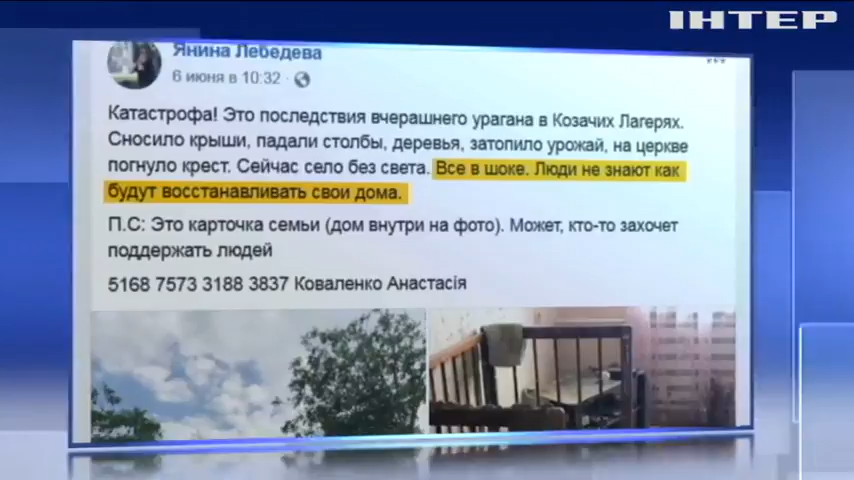 ІНТЕР
Янина Лебедева
6 июня в 10:32 ·
Катастрофа! Это последствия вчерашнего урагана в Козачих Лагерях.
Сносило крыши, падали столбы, деревья, затопило урожай, на церкве
погнуло крест. Сейчас село без света. Все в шоке. Люди не знают как
будут восстанавливать свои дома.
П.С: Это карточка семьи (дом внутри на фото). Может, кто-то захочет
поддержать людей
5168 7573 3188 3837 Коваленко Анастасія